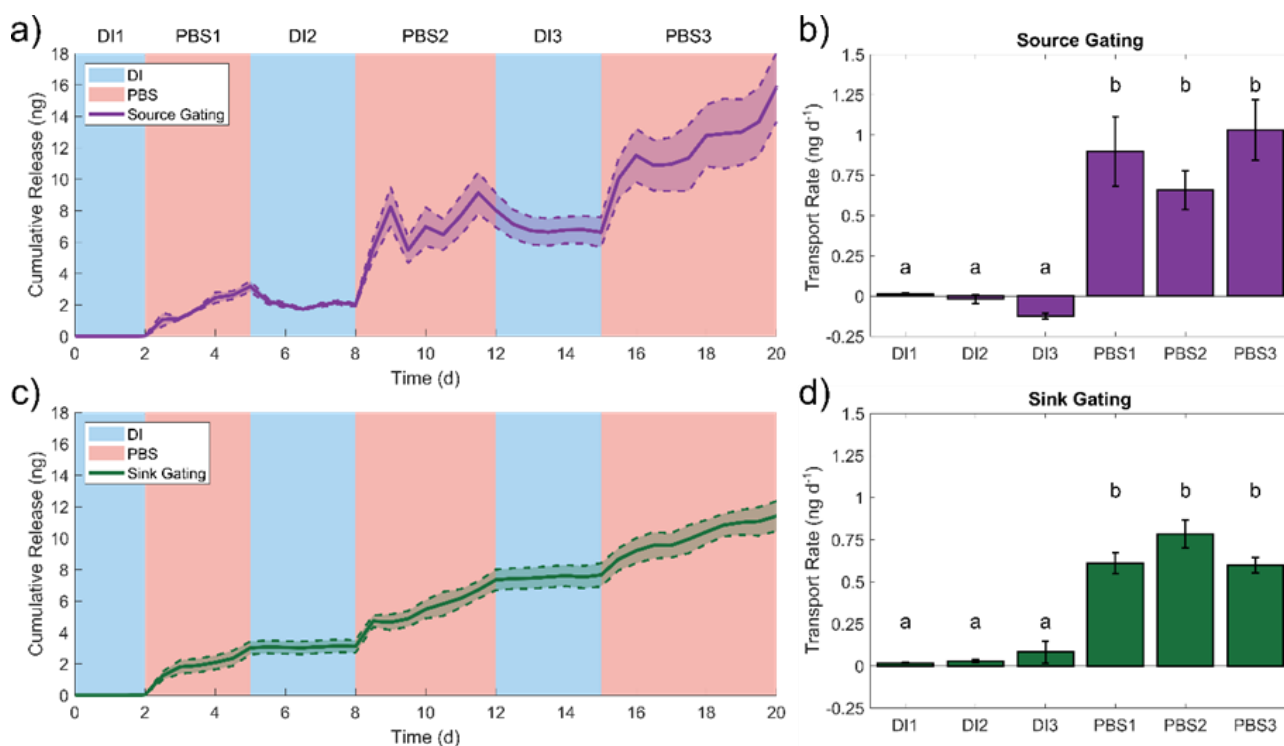 a)
DI1 PBS1 DI2 PBS2 DI3 PBS3
18
16
14
12
10
8
6
4
2
0
Cumulative Release (ng)
DI
PBS
Source Gating
0 2 4 6 8 10 12 14 16 18 20
Time (d)
b)
Source Gating
1.5
1.25
1
0.75
0.5
0.25
0
-0.25
Transport Rate (ng d⁻¹)
a a a b b b
DI1 DI2 DI3 PBS1 PBS2 PBS3
c)
18
16
14
12
10
8
6
4
2
0
Cumulative Release (ng)
DI
PBS
Sink Gating
0 2 4 6 8 10 12 14 16 18 20
Time (d)
d)
Sink Gating
1.5
1.25
1
0.75
0.5
0.25
0
-0.25
Transport Rate (ng d⁻¹)
a a a b b b
DI1 DI2 DI3 PBS1 PBS2 PBS3